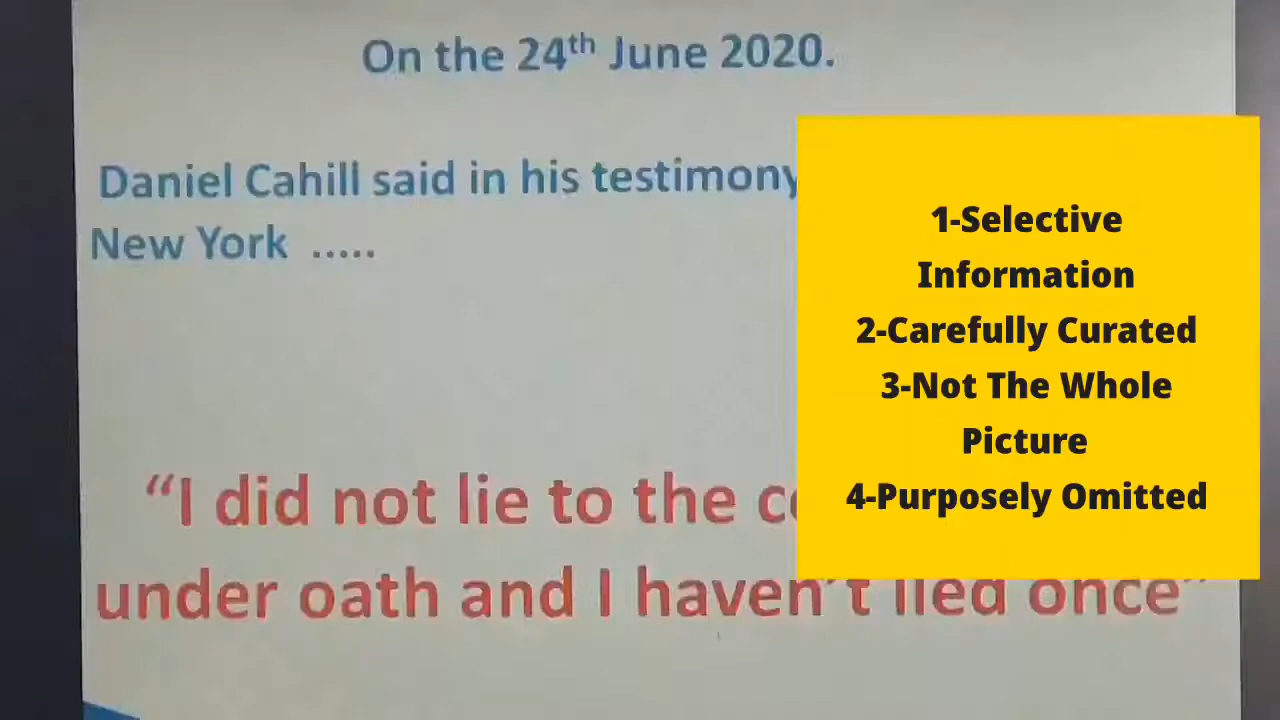 On the 24th June 2020.
Daniel Cahill said in his testimony
New York .....
“I did not lie to the
under oath and I haven’t lied once”
1-Selective
Information
2-Carefully Curated
3-Not The Whole
Picture
4-Purposely Omitted